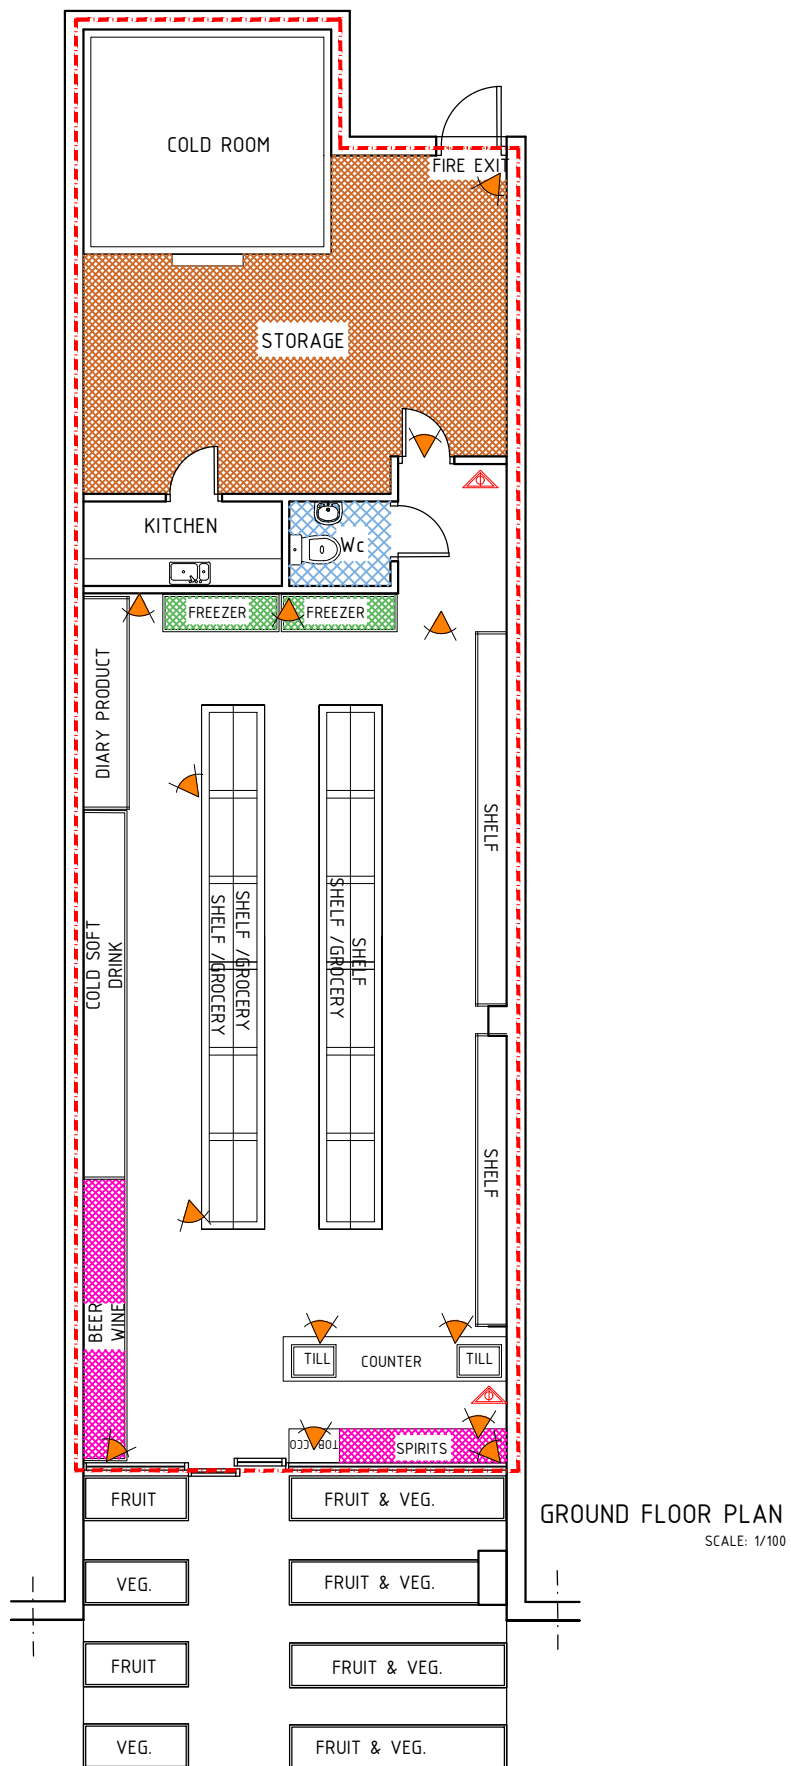 COLD ROOM
FIRE EXIT
STORAGE
KITCHEN
Wc
FREEZER
FREEZER
DIARY PRODUCT
SHELF
COLD SOFT
DRINK
SHELF /GROCERY
SHELF /GROCERY
SHELF /GROCERY
SHELF
SHELF
BEER
WINE
TILL
COUNTER
TILL
TOBACCO
SPIRITS
FRUIT
FRUIT & VEG.
GROUND FLOOR PLAN
SCALE: 1/100
VEG.
FRUIT & VEG.
FRUIT
FRUIT & VEG.
VEG.
FRUIT & VEG.